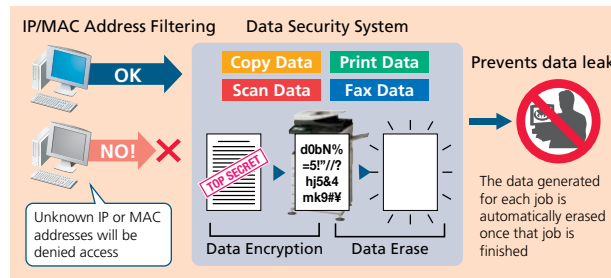 IP/MAC Address Filtering
Data Security System
OK
NO!
Unknown IP or MAC
addresses will be
denied access
Copy Data
Print Data
Scan Data
Fax Data
TOP SECRET
d0bN%
=5!"//?
hj5&4
mk9#¥
Data Encryption
Data Erase
Prevents data leak
The data generated
for each job is
automatically erased
once that job is
finished